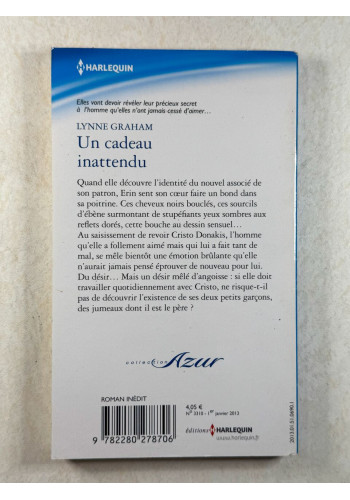 HARLEQUIN
Elles vont devoir révéler leur précieux secret
à l'homme qu'elles n'ont jamais cessé d'aimer...
LYNNE GRAHAM
Un cadeau
inattendu
Quand elle découvre l'identité du nouvel associé de
son patron, Erin sent son cœur faire un bond dans
sa poitrine. Ces cheveux noirs bouclés, ces sourcils
d'ébène surmontant de stupéfiants yeux sombres aux
reflets dorés, cette bouche au dessin sensuel...
Au saisissement de revoir Cristo Donakis, l'homme
qu'elle a follement aimé mais qui lui a fait tant de
mal, se mêle bientôt une émotion brûlante qu'elle
n'aurait jamais pensé éprouver de nouveau pour lui.
Du désir... Mais un désir mêlé d'angoisse : si elle doit
travailler quotidiennement avec Cristo, ne risque-t-il
pas de découvrir l'existence de ses deux petits garçons,
des jumeaux dont il est le père ?
collection Azur
ROMAN INÉDIT
4,05 €
N° 3310 - 1er janvier 2013
éditions HARLEQUIN
www.harlequin.fr
9 782280 278706